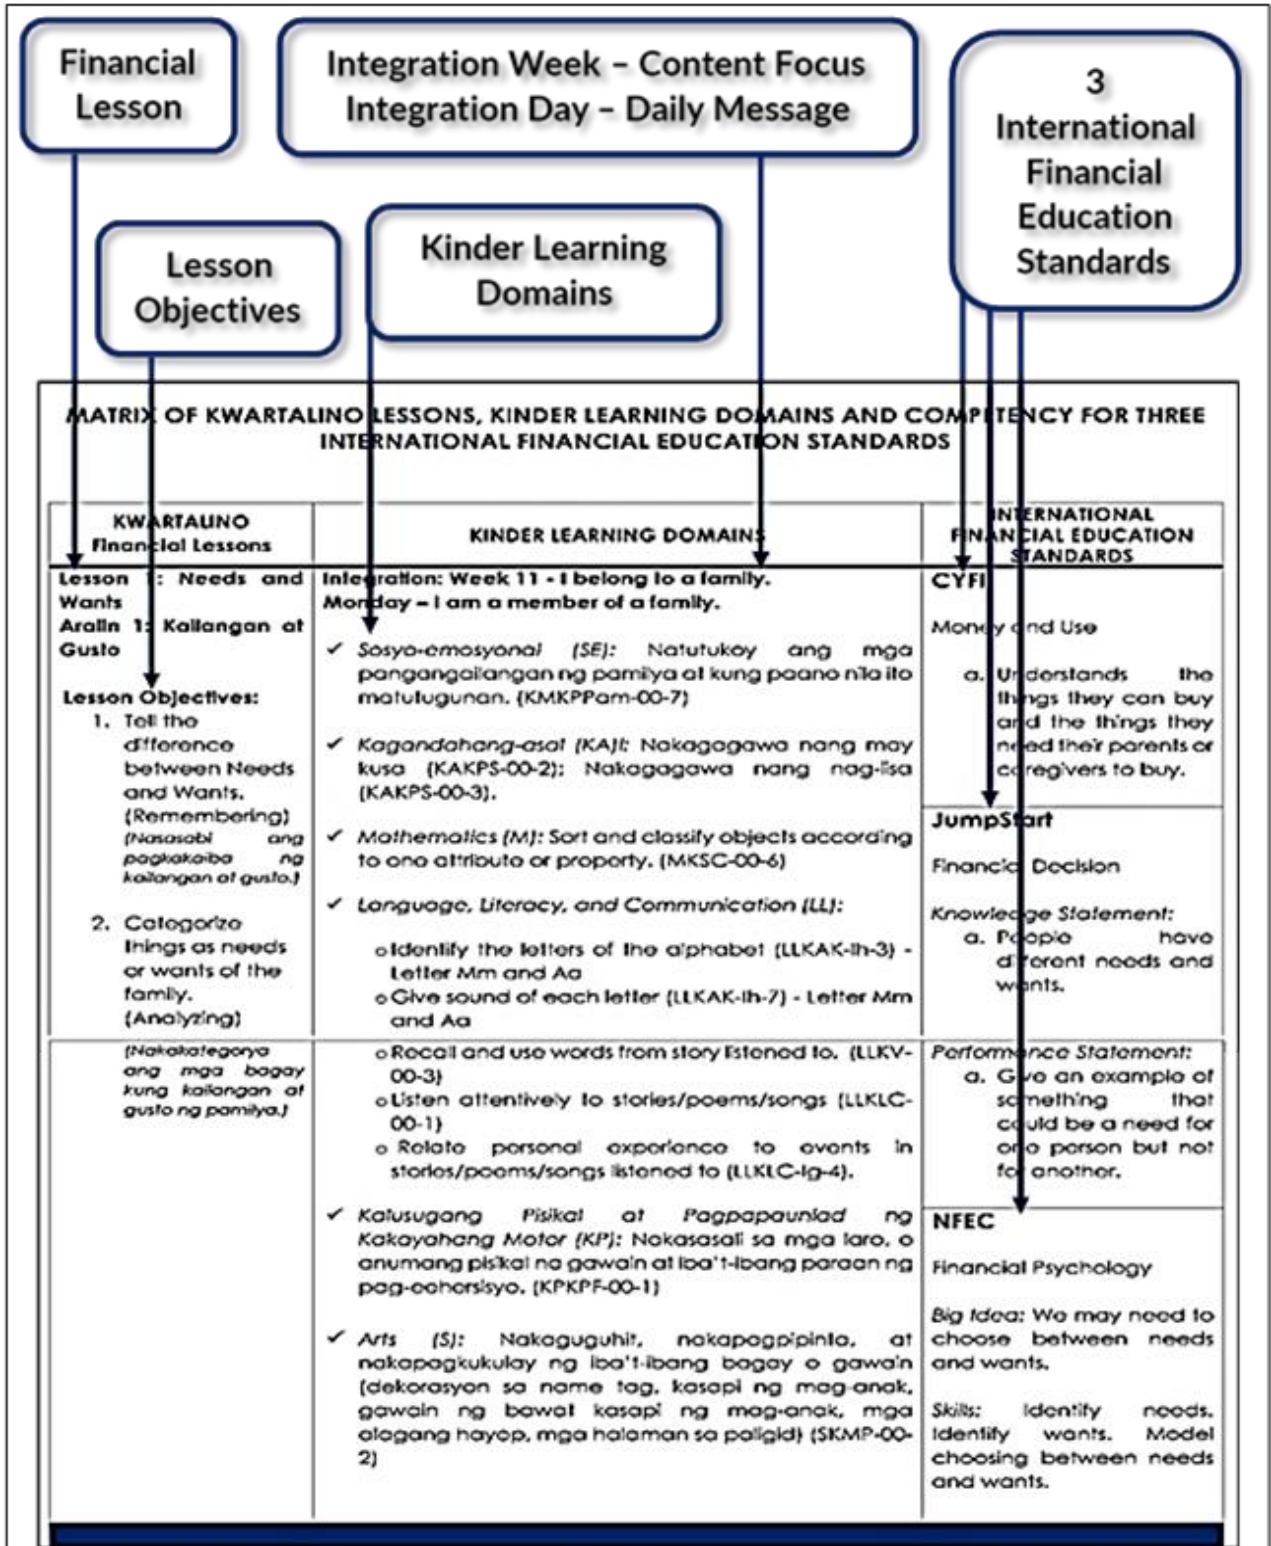 Financial
Lesson
Integration Week – Content Focus
Integration Day – Daily Message
3
International
Financial
Education
Standards
Lesson
Objectives
Kinder Learning
Domains
MATRIX OF KWARTALINO LESSONS, KINDER LEARNING DOMAINS AND COMPETENCY FOR THREE
INTERNATIONAL FINANCIAL EDUCATION STANDARDS
KWARTALINO
Financial Lessons
Lesson 1: Needs and
Wants
Aralin 1: Kailangan at
Gusto
Lesson Objectives:
1. Tell the
difference
between Needs
and Wants.
(Remembering)
(Nasasabi ang
pagkakaiba ng
kailangan at gusto.)
2. Categorize
things as needs
or wants of the
family.
(Analyzing)
(Nakakategorya
ang mga bagay
kung kailangan at
gusto ng pamilya.)
KINDER LEARNING DOMAINS
Integration: Week 11 - I belong to a family.
Monday – I am a member of a family.
✓ Sosyo-emosyonal (SE): Natutukoy ang mga
pangangailangan ng pamilya at kung paano nila ito
matutugunan. (KMKPPam-00-7)
✓ Kagandahang-asal (KA): Nakagagawa nang may
kusa (KAKPS-00-2); Nakagagawa nang nag-iisa
(KAKPS-00-3).
✓ Mathematics (M): Sort and classify objects according
to one attribute or property. (MKSC-00-6)
✓ Language, Literacy, and Communication (LL):
o Identify the letters of the alphabet (LLKAK-Ih-3) -
Letter Mm and Aa
o Give sound of each letter (LLKAK-Ih-7) - Letter Mm
and Aa
o Recall and use words from story listened to. (LLKV-
00-3)
o Listen attentively to stories/poems/songs (LLKLC-
00-1)
o Relate personal experience to events in
stories/poems/songs listened to (LLKLC-Ig-4).
✓ Kalusugang Pisikal at Pagpapaunlad ng
Kakayahang Motor (KP): Nakasasali sa mga laro, o
anumang pisikal na gawain at iba't-ibang paraan ng
pag-eehersisyo. (KPKPF-00-1)
✓ Arts (S): Nakaguguhit, nakapagpipinta, at
nakapagkukulay ng iba't-ibang bagay o gawain
(dekorasyon sa name tag, kasapi ng mag-anak,
gawain ng bawat kasapi ng mag-anak, mga
alagang hayop, mga halaman sa paligid) (SKMP-00-
2)
INTERNATIONAL
FINANCIAL EDUCATION
STANDARDS
CYFI
Money and Use
a. Understands the
things they can buy
and the things they
need their parents or
caregivers to buy.
JumpStart
Financial Decision
Knowledge Statement:
a. People have
different needs and
wants.
Performance Statement:
a. Give an example of
something that
could be a need for
one person but not
for another.
NFEC
Financial Psychology
Big Idea: We may need to
choose between needs
and wants.
Skills: Identify needs.
Identify wants. Model
choosing between needs
and wants.